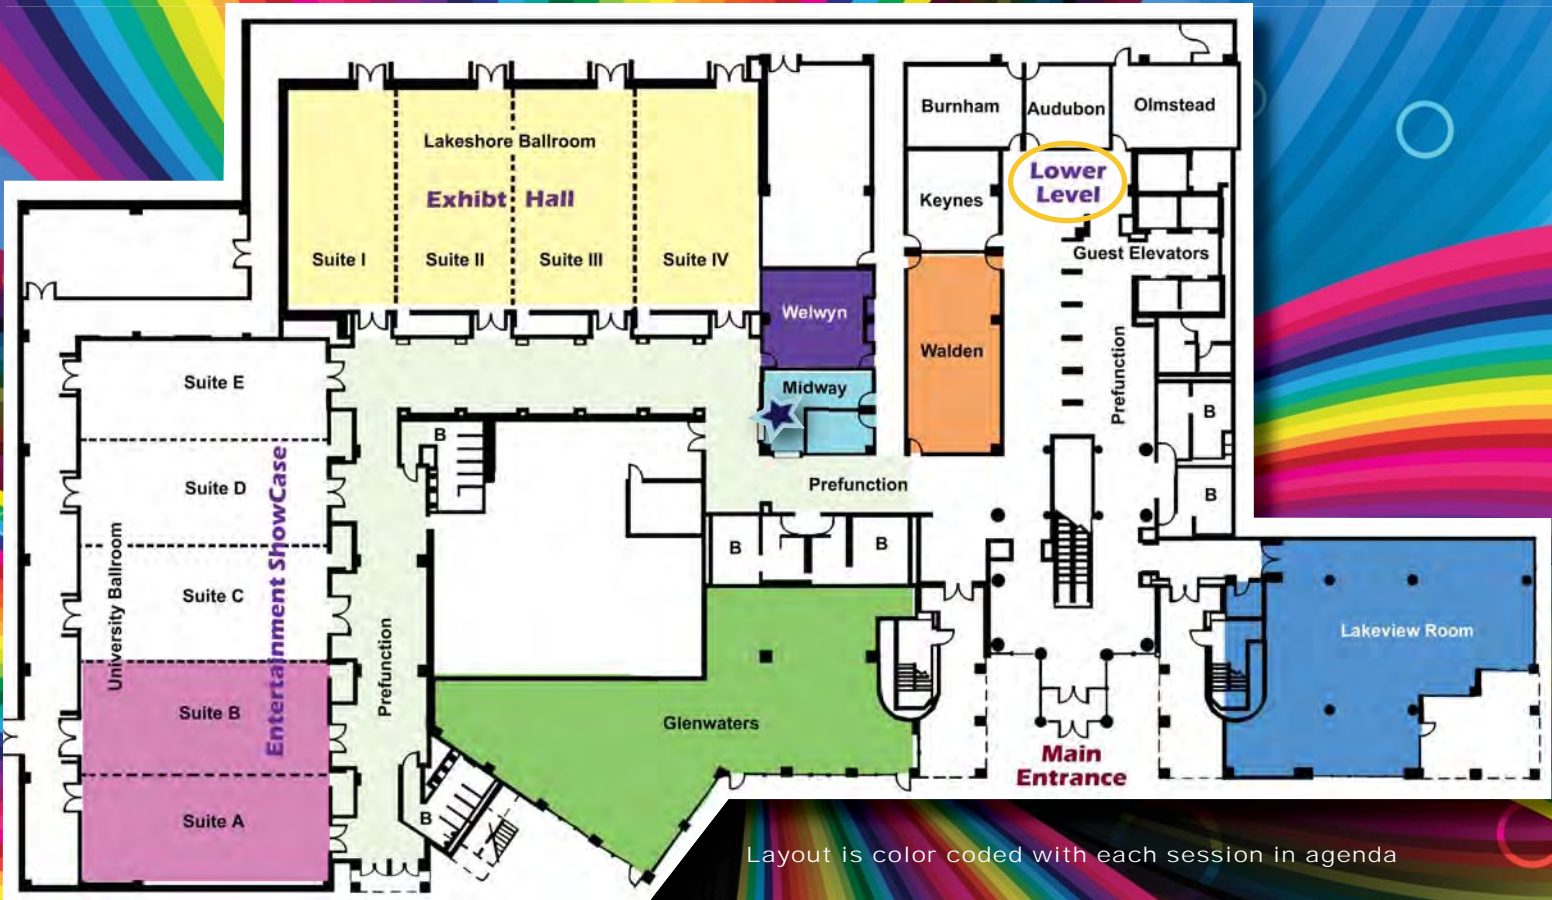 Burnham
Audubon
Olmstead
Lakeshore Ballroom
Exhibt Hall
Lower
Level
Keynes
Suite I
Suite II
Suite III
Suite IV
Guest Elevators
Welwyn
Walden
Prefunction
Midway
Suite E
B
B
Suite D
Prefunction
B
University Ballroom
Entertainment ShowCase
B
B
Suite C
Lakeview Room
Prefunction
Suite B
Glenwaters
Main
Entrance
Suite A
B
Layout is color coded with each session in agenda